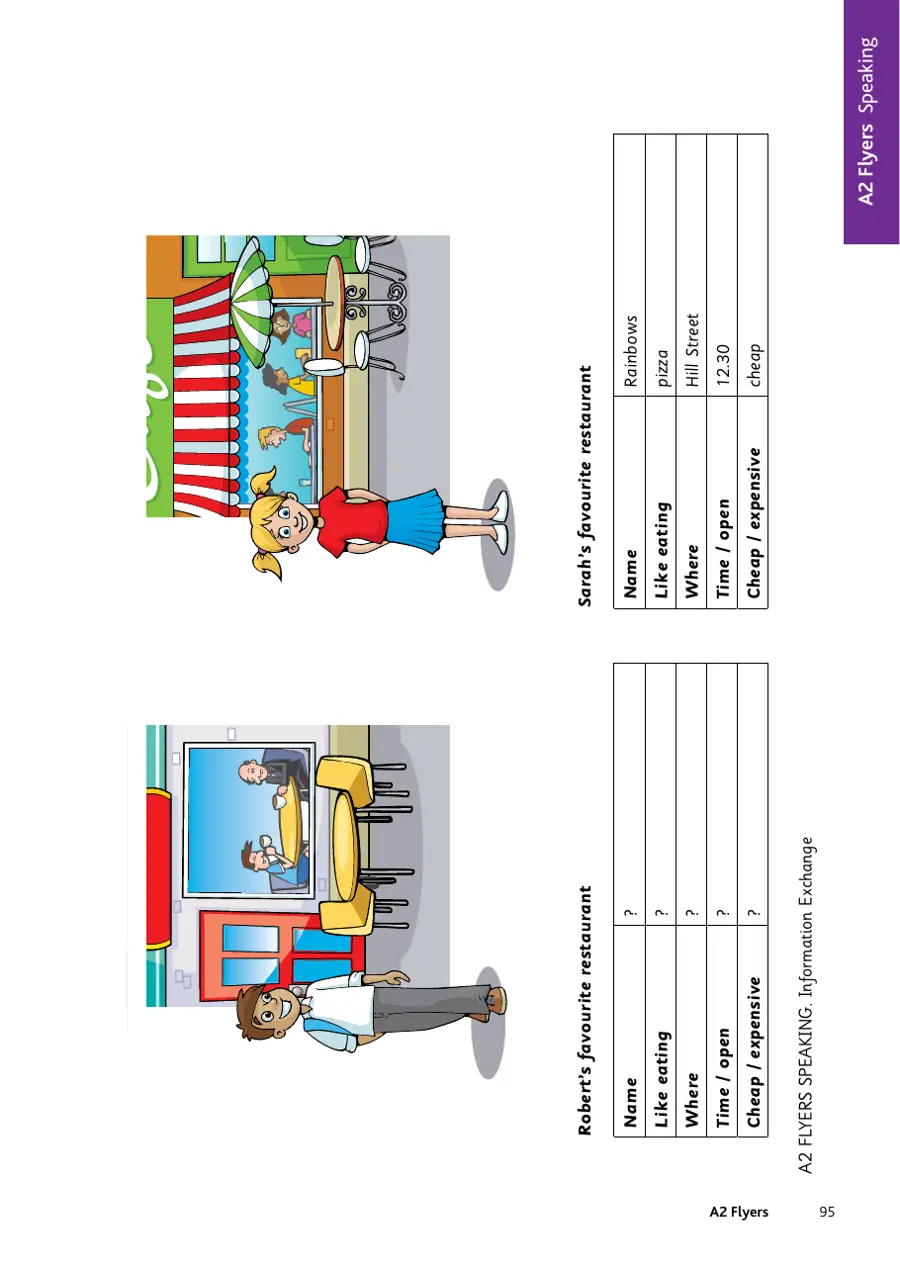 A2 Flyers Speaking
Robert's favourite restaurant
Name ?
Like eating ?
Where ?
Time / open ?
Cheap / expensive ?
Sarah's favourite restaurant
Name Rainbows
Like eating pizza
Where Hill Street
Time / open 12.30
Cheap / expensive cheap
A2 FLYERS SPEAKING. Information Exchange
A2 Flyers 95